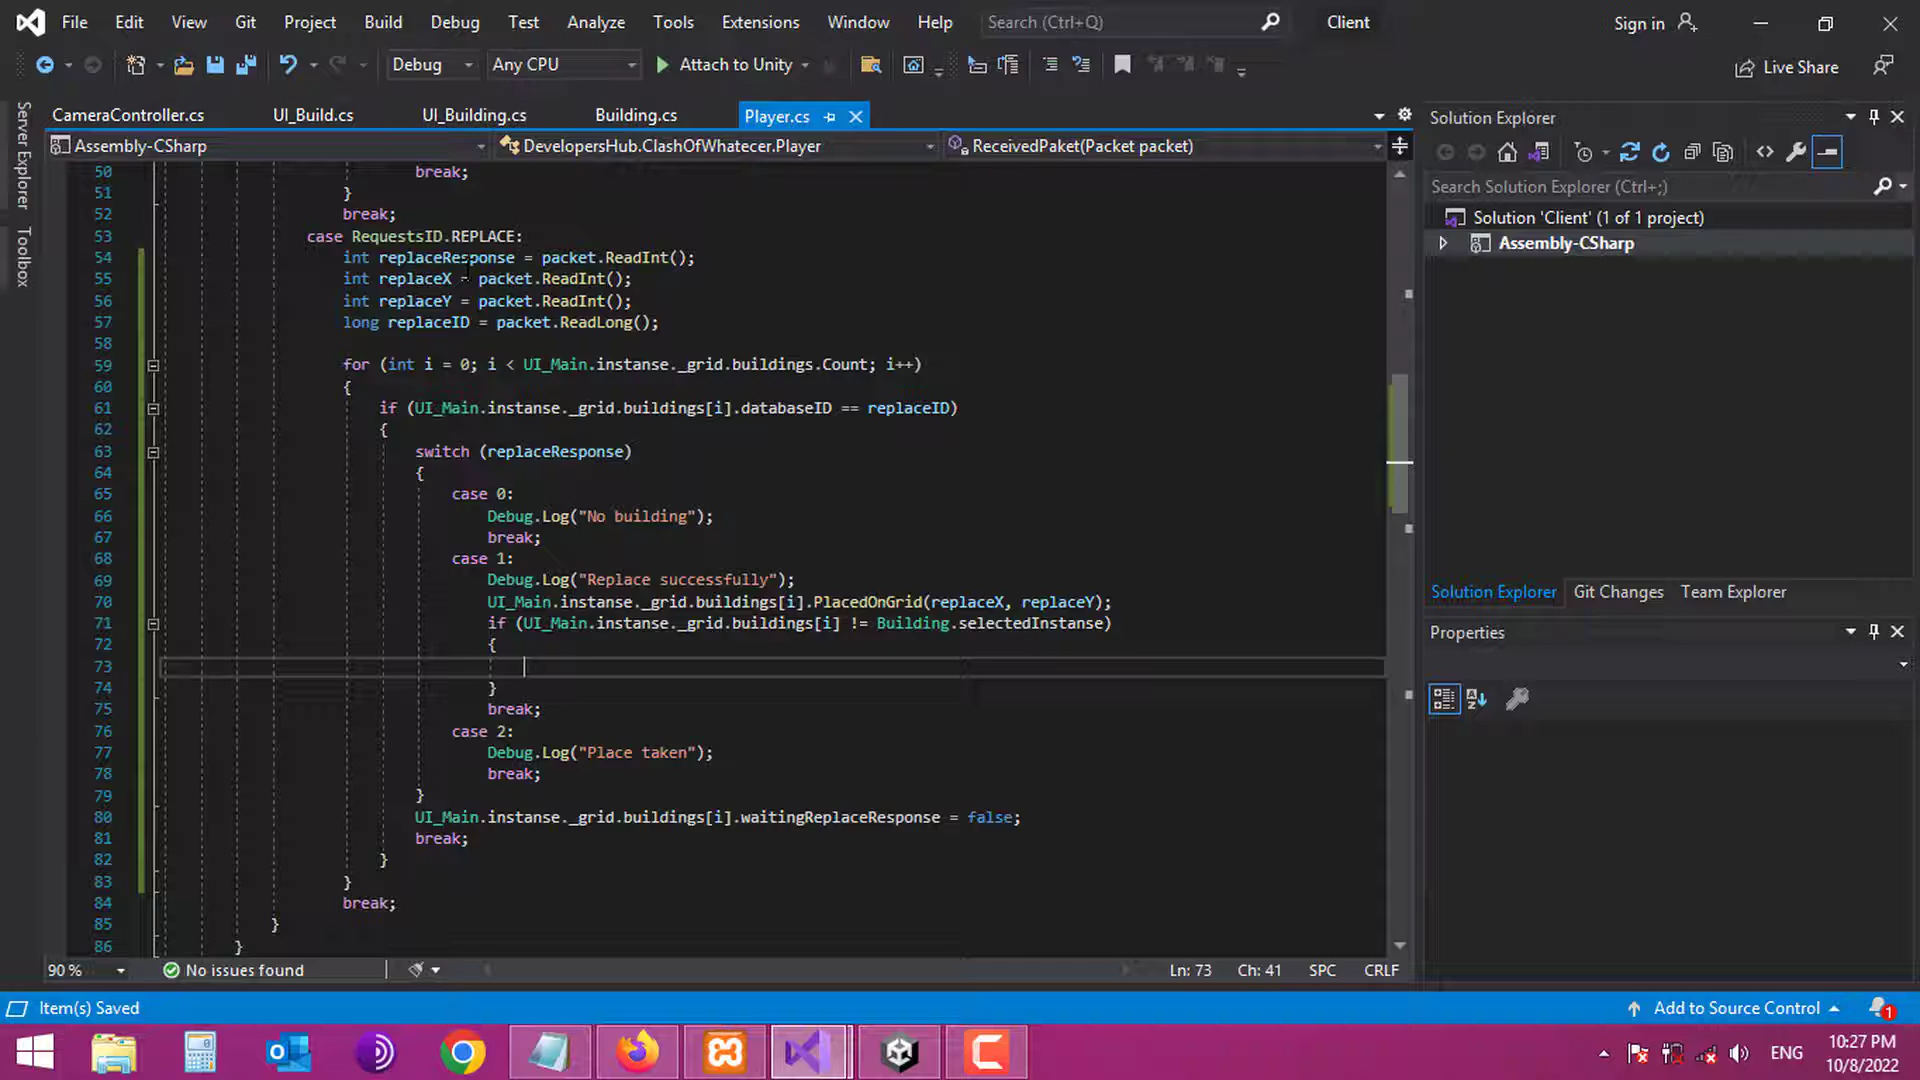 File Edit View Git Project Build Debug Test Analyze Tools Extensions Window Help Search (Ctrl+Q) Client Sign in
Debug Any CPU Attach to Unity Live Share
Server Explorer
Toolbox
CameraController.cs UI_Build.cs UI_Building.cs Building.cs Player.cs
Assembly-CSharp DevelopersHub.ClashOfWhatecer.Player ReceivedPaket(Packet packet)
50 break;
51 }
52 break;
53 case RequestsID.REPLACE:
54 int replaceResponse = packet.ReadInt();
55 int replaceX = packet.ReadInt();
56 int replaceY = packet.ReadInt();
57 long replaceID = packet.ReadLong();
58
59 for (int i = 0; i < UI_Main.instanse._grid.buildings.Count; i++)
60 {
61 if (UI_Main.instanse._grid.buildings[i].databaseID == replaceID)
62 {
63 switch (replaceResponse)
64 {
65 case 0:
66 Debug.Log("No building");
67 break;
68 case 1:
69 Debug.Log("Replace successfully");
70 UI_Main.instanse._grid.buildings[i].PlacedOnGrid(replaceX, replaceY);
71 if (UI_Main.instanse._grid.buildings[i] != Building.selectedInstanse)
72 {
73
74 }
75 break;
76 case 2:
77 Debug.Log("Place taken");
78 break;
79 }
80 UI_Main.instanse._grid.buildings[i].waitingReplaceResponse = false;
81 break;
82 }
83 }
84 break;
85 }
86 }
90 % No issues found Ln: 73 Ch: 41 SPC CRLF
Solution Explorer
Search Solution Explorer (Ctrl+;)
Solution 'Client' (1 of 1 project)
Assembly-CSharp
Solution Explorer Git Changes Team Explorer
Properties
Item(s) Saved Add to Source Control 1
ENG 10:27 PM
10/8/2022